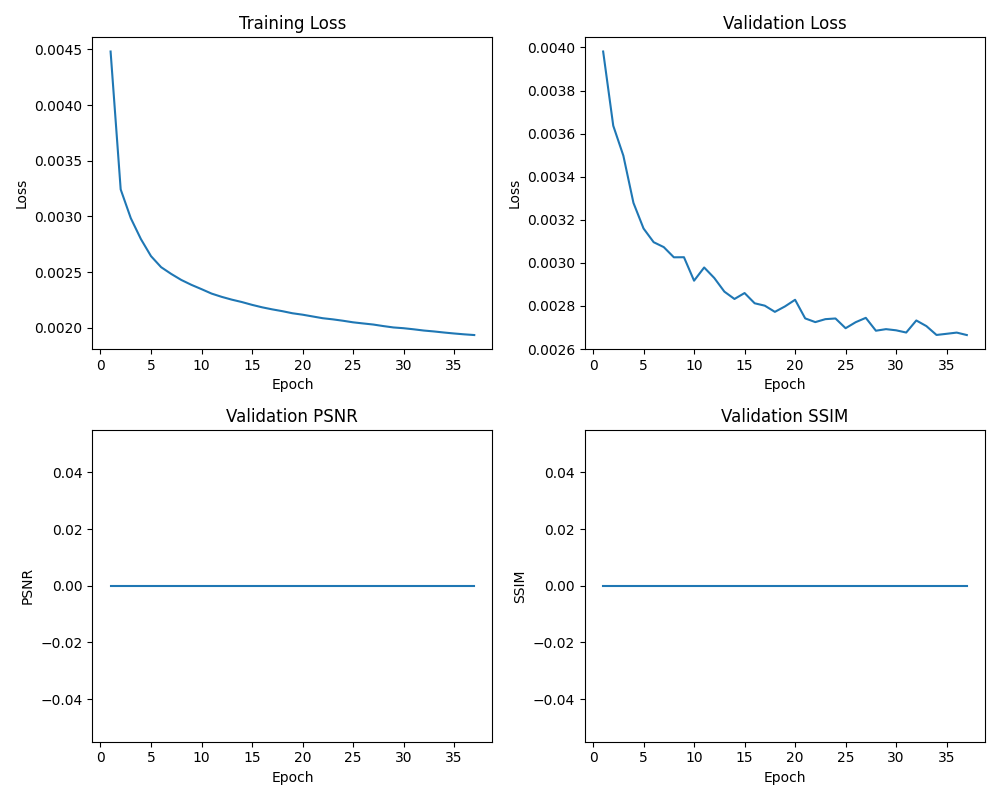 Training Loss
Loss
0.0045
0.0040
0.0035
0.0030
0.0025
0.0020
0 5 10 15 20 25 30 35
Epoch
Validation Loss
Loss
0.0040
0.0038
0.0036
0.0034
0.0032
0.0030
0.0028
0.0026
0 5 10 15 20 25 30 35
Epoch
Validation PSNR
PSNR
0.04
0.02
0.00
−0.02
−0.04
0 5 10 15 20 25 30 35
Epoch
Validation SSIM
SSIM
0.04
0.02
0.00
−0.02
−0.04
0 5 10 15 20 25 30 35
Epoch